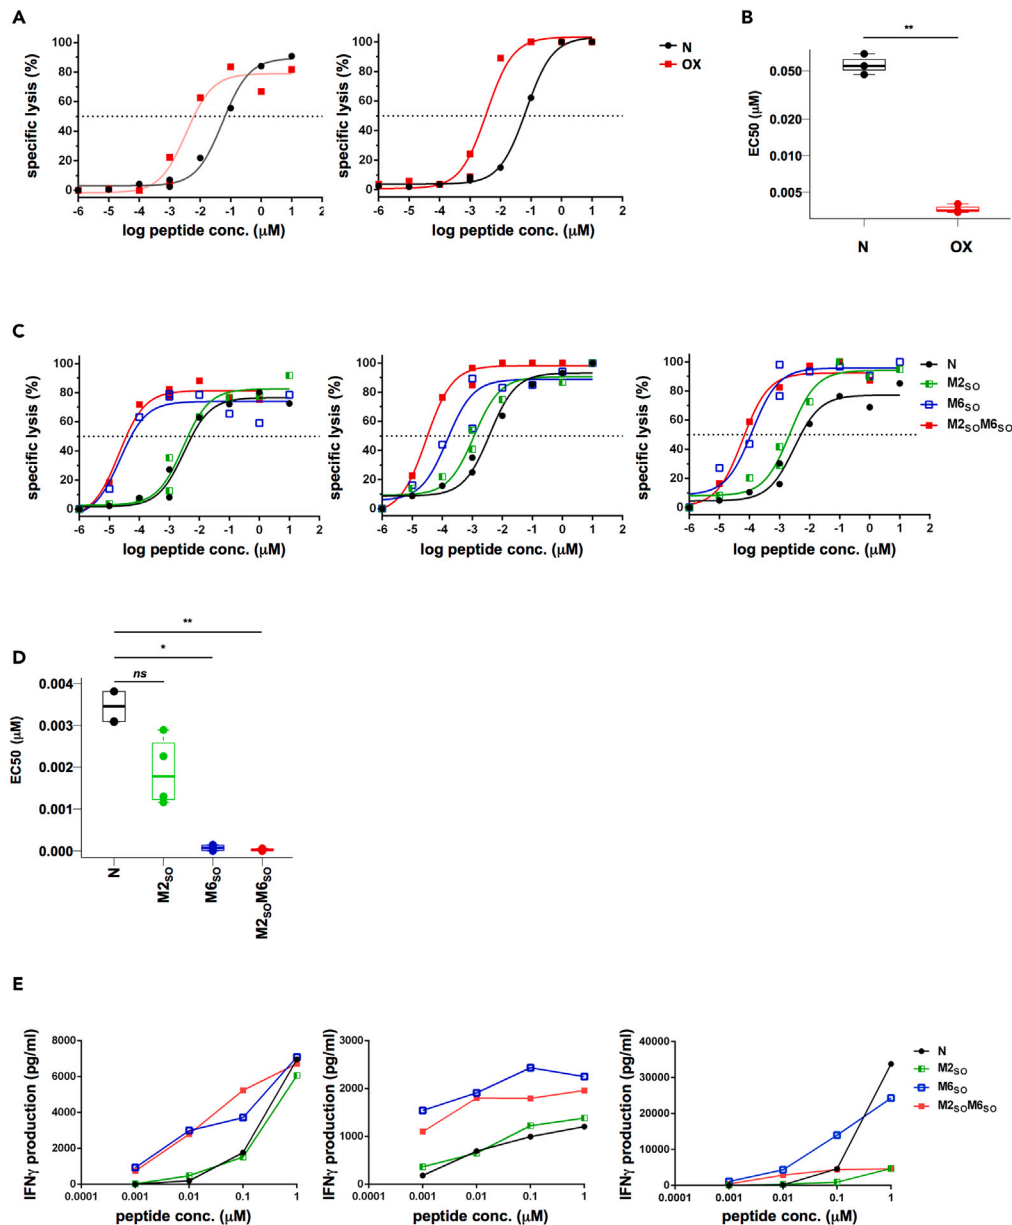 A
specific lysis (%)
100
80
60
40
20
0
-6 -5 -4 -3 -2 -1 0 1 2
log peptide conc. (µM)
specific lysis (%)
100
80
60
40
20
0
-6 -5 -4 -3 -2 -1 0 1 2
log peptide conc. (µM)
N
OX
B
**
EC50 (µM)
0.050
0.020
0.010
0.005
N OX
C
specific lysis (%)
100
80
60
40
20
0
-6 -5 -4 -3 -2 -1 0 1 2
log peptide conc. (µM)
specific lysis (%)
100
80
60
40
20
0
-6 -5 -4 -3 -2 -1 0 1 2
log peptide conc. (µM)
specific lysis (%)
100
80
60
40
20
0
-6 -5 -4 -3 -2 -1 0 1 2
log peptide conc. (µM)
N
M2SO
M6SO
M2SOM6SO
D
**
*
ns
EC50 (µM)
0.004
0.003
0.002
0.001
0.000
N
M2SO
M6SO
M2SOM6SO
E
IFNγ production (pg/ml)
8000
6000
4000
2000
0
0.0001 0.001 0.01 0.1 1
peptide conc. (µM)
IFNγ production (pg/ml)
3000
2000
1000
0
0.0001 0.001 0.01 0.1 1
peptide conc. (µM)
IFNγ production (pg/ml)
40000
30000
20000
10000
0
0.0001 0.001 0.01 0.1 1
peptide conc. (µM)
N
M2SO
M6SO
M2SOM6SO